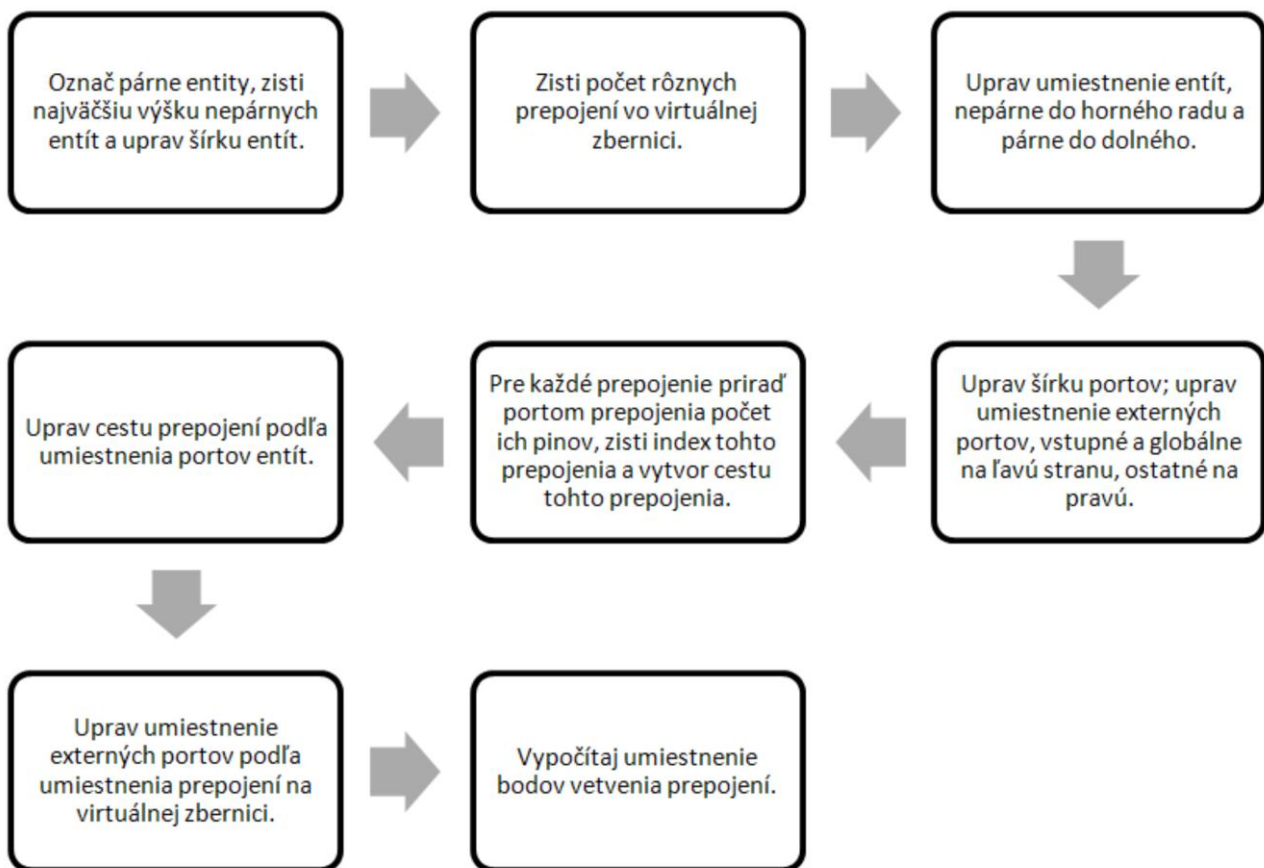 Označ párne entity, zisti
najväčšiu výšku nepárnych
entít a uprav šírku entít.
Zisti počet rôznych
prepojení vo virtuálnej
zbernici.
Uprav umiestnenie entít,
nepárne do horného radu a
párne do dolného.
Uprav šírku portov; uprav
umiestnenie externých
portov, vstupné a globálne
na ľavú stranu, ostatné na
pravú.
Pre každé prepojenie priraď
portom prepojenia počet
ich pinov, zisti index tohto
prepojenia a vytvor cestu
tohto prepojenia.
Uprav cestu prepojení podľa
umiestnenia portov entít.
Uprav umiestnenie
externých portov podľa
umiestnenia prepojení na
virtuálnej zbernici.
Vypočítaj umiestnenie
bodov vetvenia prepojení.